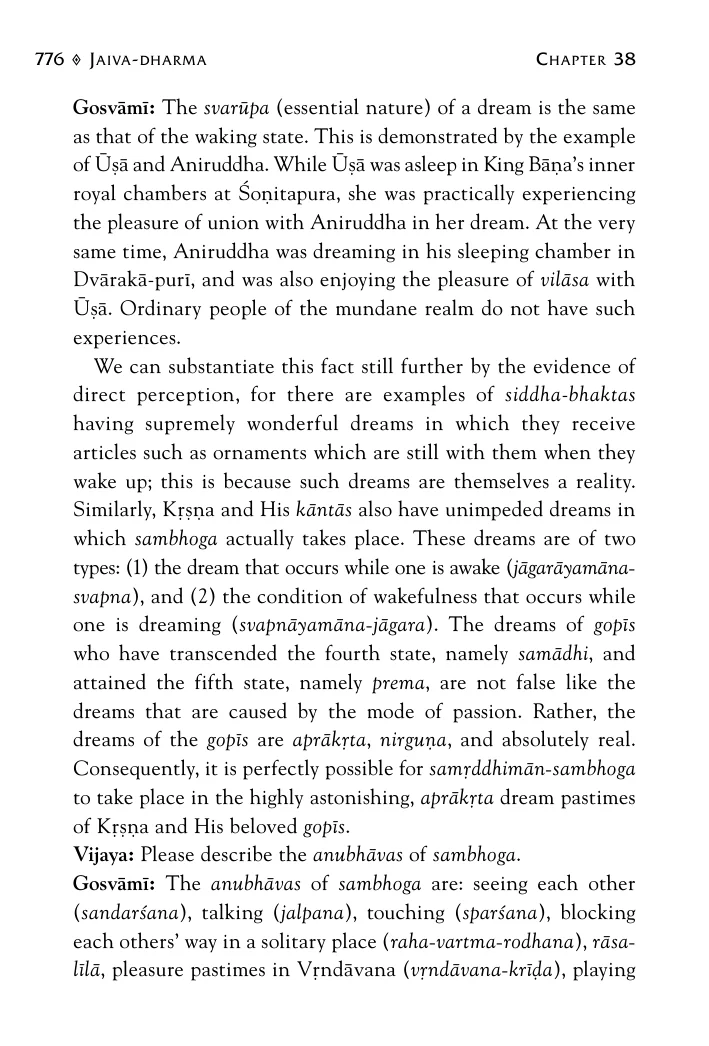 776 ◈ JAIVA-DHARMA CHAPTER 38
Gosvāmī: The svarūpa (essential nature) of a dream is the same
as that of the waking state. This is demonstrated by the example
of Ūṣā and Aniruddha. While Ūṣā was asleep in King Bāṇa’s inner
royal chambers at Śoṇitapura, she was practically experiencing
the pleasure of union with Aniruddha in her dream. At the very
same time, Aniruddha was dreaming in his sleeping chamber in
Dvārakā-purī, and was also enjoying the pleasure of vilāsa with
Ūṣā. Ordinary people of the mundane realm do not have such
experiences.
We can substantiate this fact still further by the evidence of
direct perception, for there are examples of siddha-bhaktas
having supremely wonderful dreams in which they receive
articles such as ornaments which are still with them when they
wake up; this is because such dreams are themselves a reality.
Similarly, Kṛṣṇa and His kāntās also have unimpeded dreams in
which sambhoga actually takes place. These dreams are of two
types: (1) the dream that occurs while one is awake (jāgarāyamāna-
svapna), and (2) the condition of wakefulness that occurs while
one is dreaming (svapnāyamāna-jāgara). The dreams of gopīs
who have transcended the fourth state, namely samādhi, and
attained the fifth state, namely prema, are not false like the
dreams that are caused by the mode of passion. Rather, the
dreams of the gopīs are aprākṛta, nirguṇa, and absolutely real.
Consequently, it is perfectly possible for samṛddhimān-sambhoga
to take place in the highly astonishing, aprākṛta dream pastimes
of Kṛṣṇa and His beloved gopīs.
Vijaya: Please describe the anubhāvas of sambhoga.
Gosvāmī: The anubhāvas of sambhoga are: seeing each other
(sandarśana), talking (jalpana), touching (sparśana), blocking
each others’ way in a solitary place (raha-vartma-rodhana), rāsa-
līlā, pleasure pastimes in Vṛndāvana (vṛndāvana-krīḍa), playing